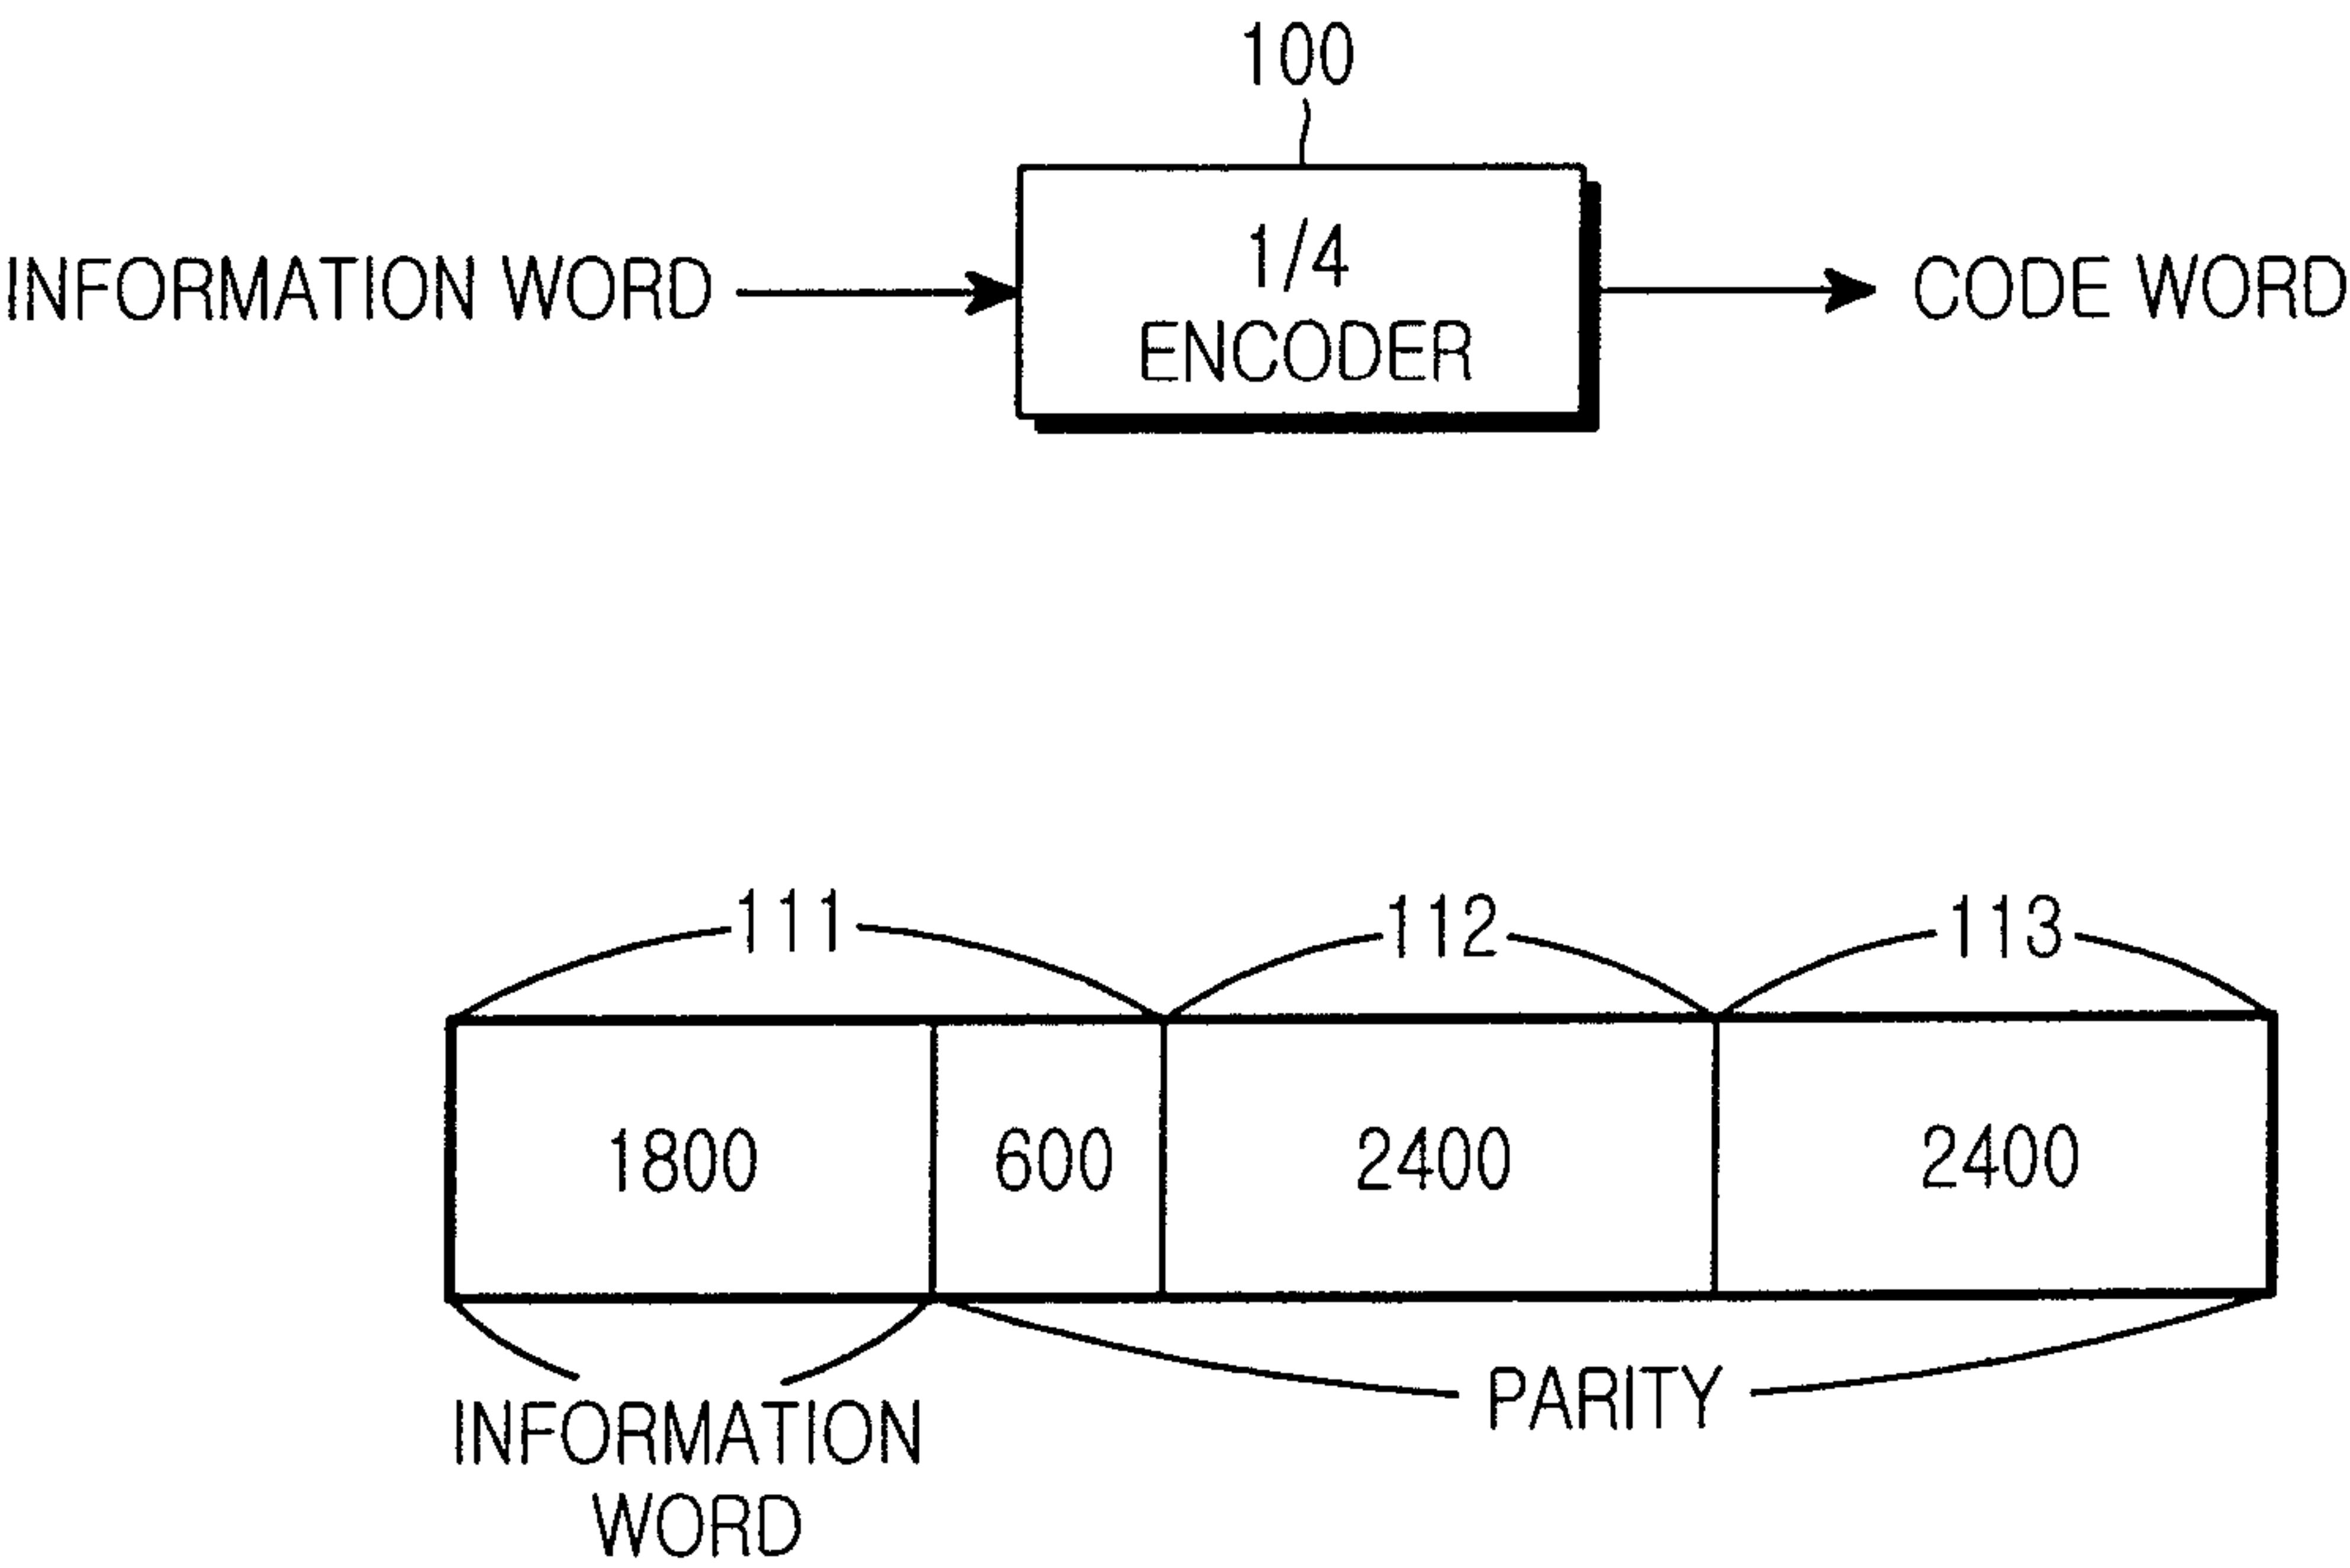 100
1/4
INFORMATION WORD
CODE WORD
ENCODER
111
112
113
1800
600
2400
2400
PARITY
INFORMATION
WORD